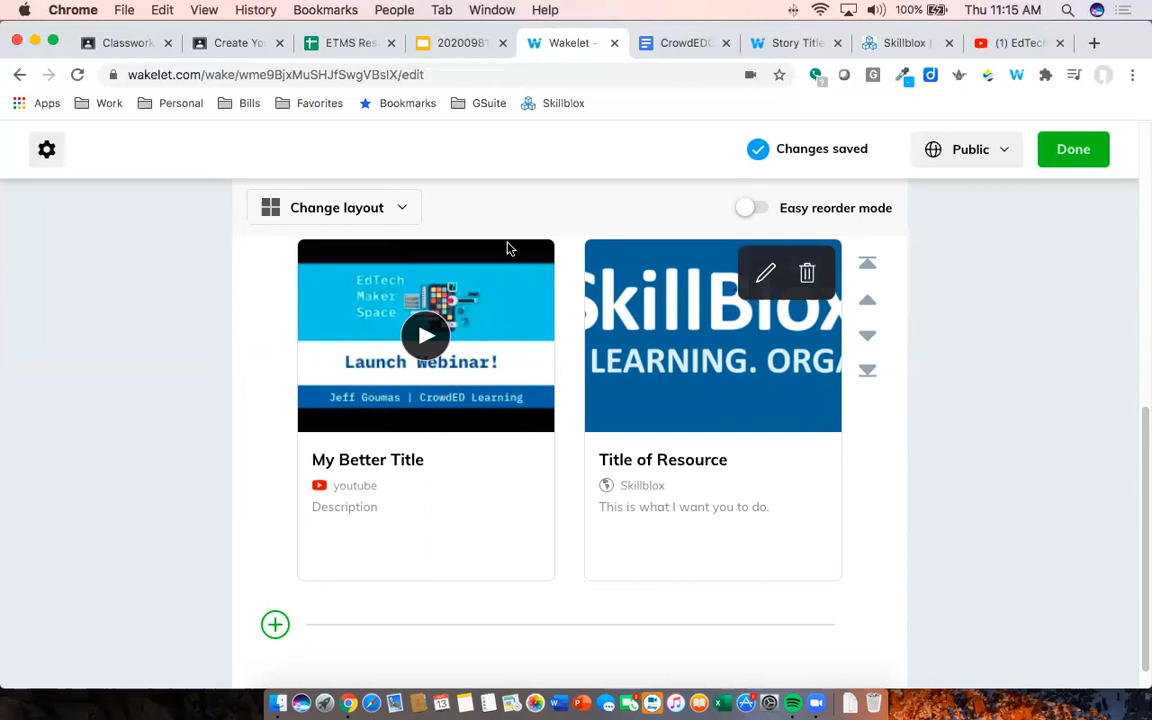 Chrome File Edit View History Bookmarks People Tab Window Help 100% Thu 11:15 AM
Classwork Create Yo ETMS Res 20200981 Wakelet - CrowdEDC Story Title Skillblox | (1) EdTech
wakelet.com/wake/wme9BjxMuSHJfSwgVBslX/edit
Apps Work Personal Bills Favorites Bookmarks GSuite Skillblox
Changes saved Public Done
Change layout Easy reorder mode
EdTech
Maker
Space
Launch Webinar!
Jeff Goumas | CrowdED Learning
SkillBlox
LEARNING. ORGA
My Better Title
youtube
Description
Title of Resource
Skillblox
This is what I want you to do.